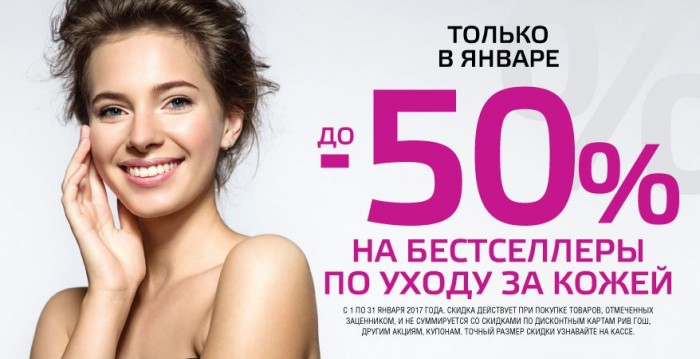 ТОЛЬКО
В ЯНВАРЕ
ДО
-50%
НА БЕСТСЕЛЛЕРЫ
ПО УХОДУ ЗА КОЖЕЙ
С 1 ПО 31 ЯНВАРЯ 2017 ГОДА. СКИДКА ДЕЙСТВУЕТ ПРИ ПОКУПКЕ ТОВАРОВ, ОТМЕЧЕННЫХ
ЗАЦЕННИКОМ, И НЕ СУММИРУЕТСЯ СО СКИДКАМИ ПО ДИСКОНТНЫМ КАРТАМ РИВ ГОШ,
ДРУГИМ АКЦИЯМ, КУПОНАМ. ТОЧНЫЙ РАЗМЕР СКИДКИ УЗНАВАЙТЕ НА КАССЕ.